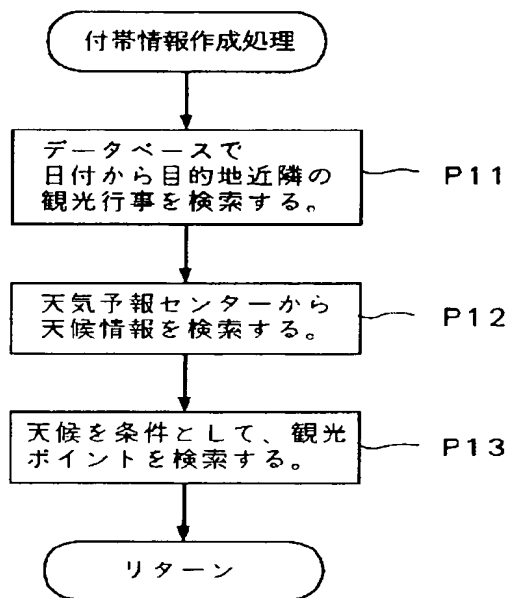 付帯情報作成処理
データベースで
日付から目的地近隣の
観光行事を検索する。
P11
天気予報センターから
天候情報を検索する。
P12
天候を条件として、観光
ポイントを検索する。
P13
リターン